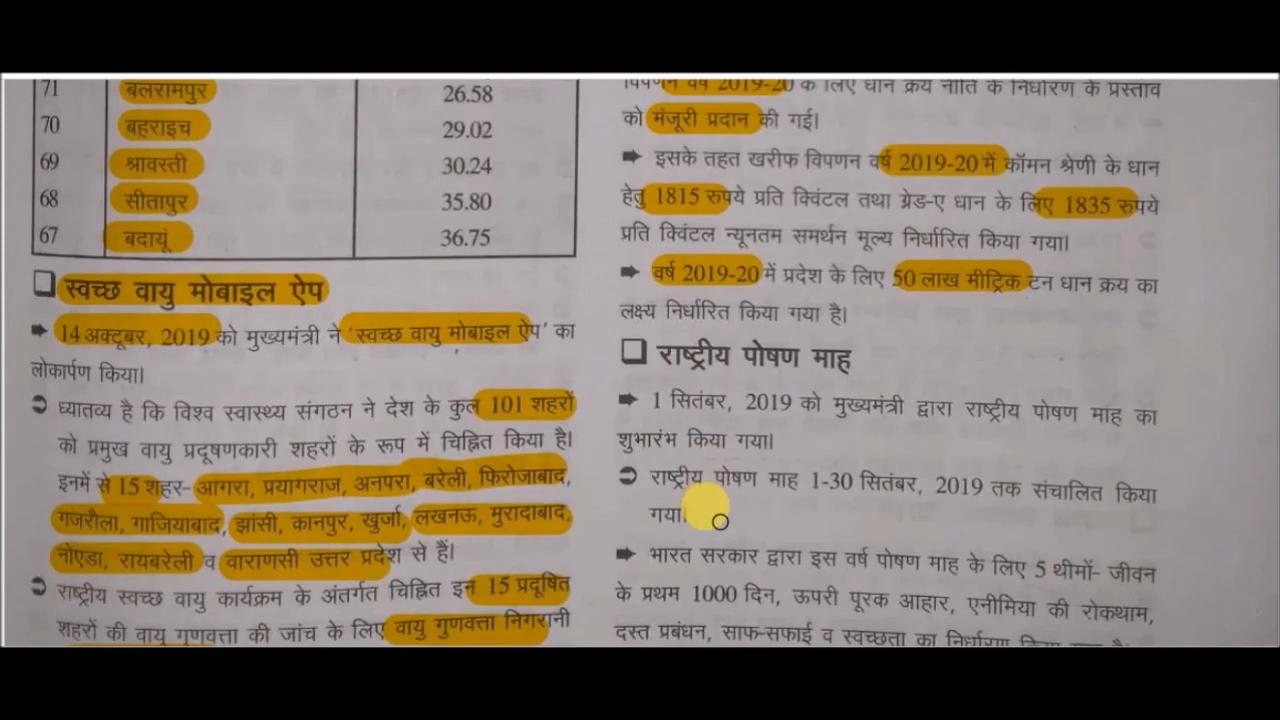 71 बलरामपुर 26.58
70 बहराइच 29.02
69 श्रावस्ती 30.24
68 सीतापुर 35.80
67 बदायूं 36.75
❑ स्वच्छ वायु मोबाइल ऐप
➡ 14 अक्टूबर, 2019 को मुख्यमंत्री ने 'स्वच्छ वायु मोबाइल ऐप' का
लोकार्पण किया।
➲ ध्यातव्य है कि विश्व स्वास्थ्य संगठन ने देश के कुल 101 शहरों
को प्रमुख वायु प्रदूषणकारी शहरों के रूप में चिह्नित किया है।
इनमें से 15 शहर– आगरा, प्रयागराज, अनपरा, बरेली, फिरोजाबाद,
गजरौला, गाजियाबाद, झांसी, कानपुर, खुर्जा, लखनऊ, मुरादाबाद,
नोएडा, रायबरेली व वाराणसी उत्तर प्रदेश से हैं।
➲ राष्ट्रीय स्वच्छ वायु कार्यक्रम के अंतर्गत चिह्नित इन 15 प्रदूषित
शहरों की वायु गुणवत्ता की जांच के लिए वायु गुणवत्ता निगरानी
विपणन वर्ष 2019-20 के लिए धान क्रय नीति के निर्धारण के प्रस्ताव
को मंजूरी प्रदान की गई।
➡ इसके तहत खरीफ विपणन वर्ष 2019-20 में कॉमन श्रेणी के धान
हेतु 1815 रुपये प्रति क्विंटल तथा ग्रेड-ए धान के लिए 1835 रुपये
प्रति क्विंटल न्यूनतम समर्थन मूल्य निर्धारित किया गया।
➡ वर्ष 2019-20 में प्रदेश के लिए 50 लाख मीट्रिक टन धान क्रय का
लक्ष्य निर्धारित किया गया है।
❑ राष्ट्रीय पोषण माह
➡ 1 सितंबर, 2019 को मुख्यमंत्री द्वारा राष्ट्रीय पोषण माह का
शुभारंभ किया गया।
➲ राष्ट्रीय पोषण माह 1-30 सितंबर, 2019 तक संचालित किया
गया।
➡ भारत सरकार द्वारा इस वर्ष पोषण माह के लिए 5 थीमों– जीवन
के प्रथम 1000 दिन, ऊपरी पूरक आहार, एनीमिया की रोकथाम,
दस्त प्रबंधन, साफ-सफाई व स्वच्छता का निर्धारण किया